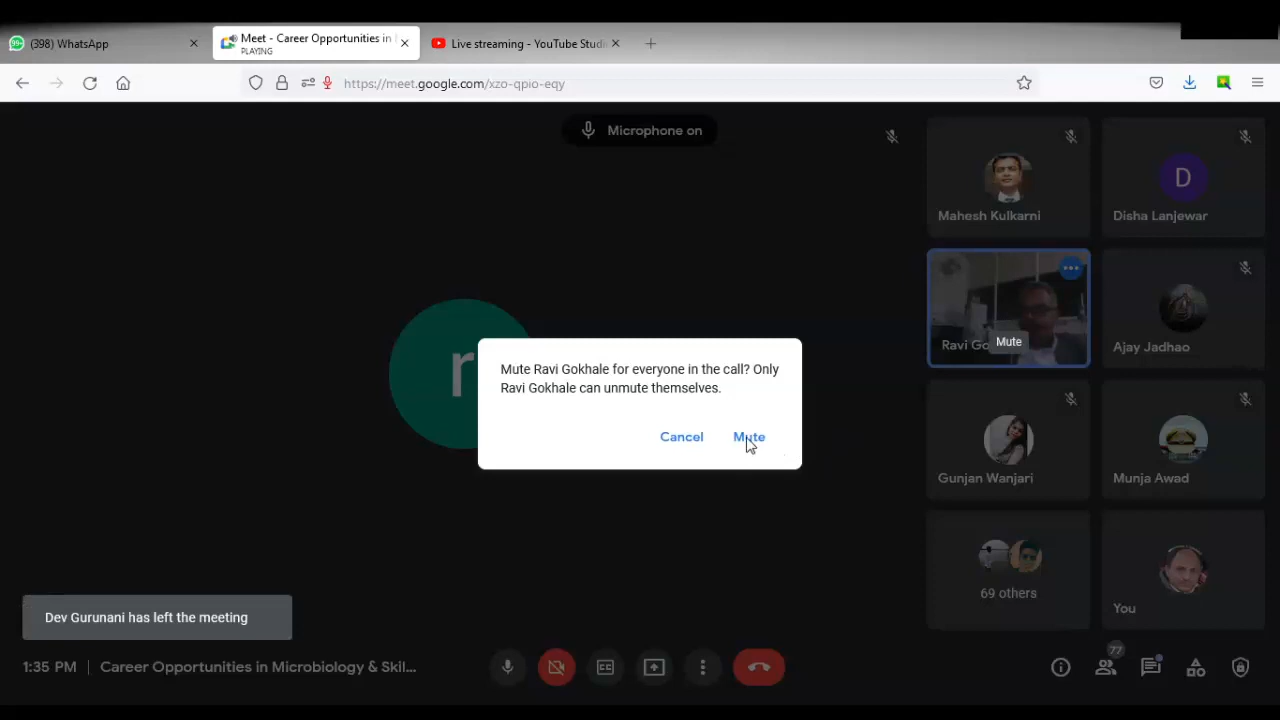 99+
(398) WhatsApp
Meet - Career Opportunities in
PLAYING
Live streaming - YouTube Studi
https://meet.google.com/xzo-qpio-eqy
Microphone on
Mahesh Kulkarni
D
Disha Lanjewar
Ravi Go
Mute
Ajay Jadhao
r
Mute Ravi Gokhale for everyone in the call? Only
Ravi Gokhale can unmute themselves.
Cancel
Mute
Gunjan Wanjari
Munja Awad
69 others
You
Dev Gurunani has left the meeting
1:35 PM | Career Opportunities in Microbiology & Skil...
CC
77